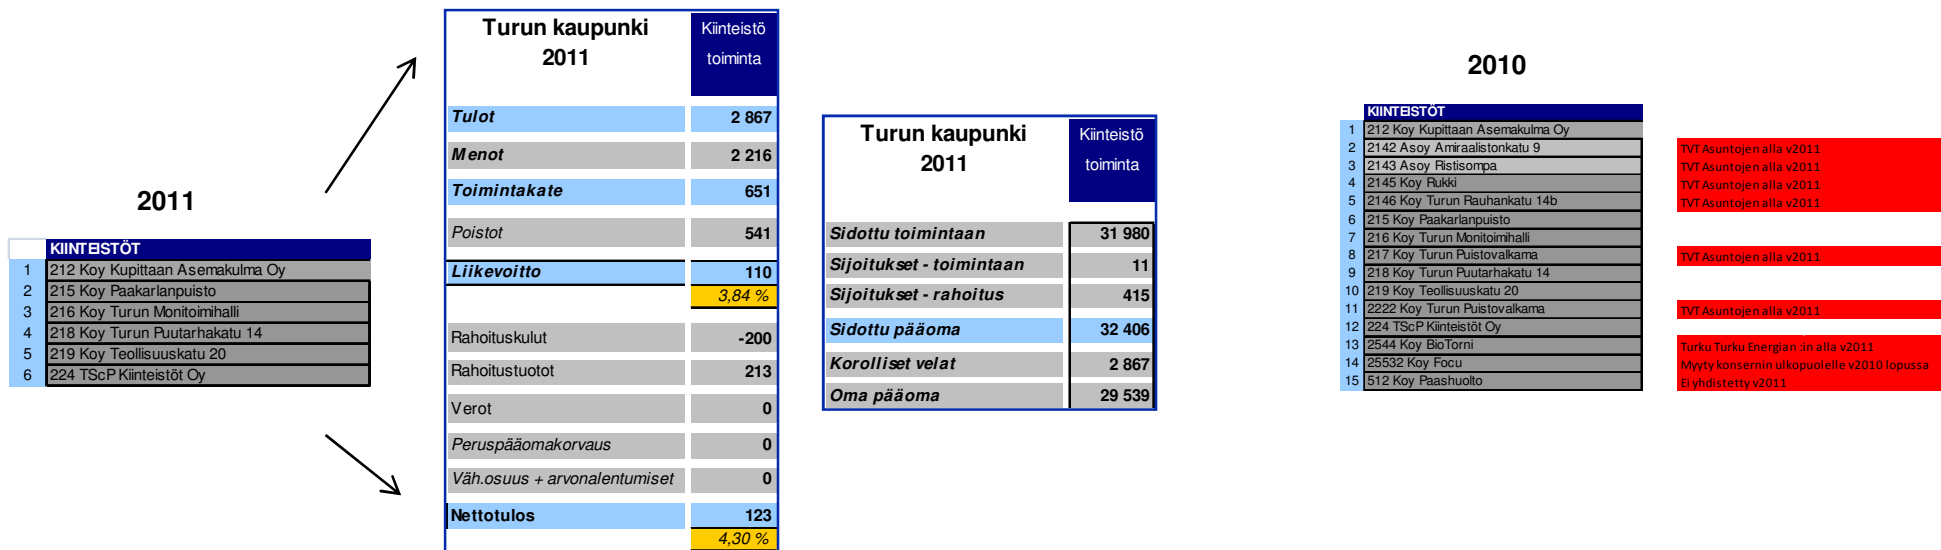 2011
KIINTEISTÖT
1 212 Koy Kupittaan Asemakulma Oy
2 215 Koy Paakarlanpuisto
3 216 Koy Turun Monitoimihalli
4 218 Koy Turun Puutarhakatu 14
5 219 Koy Teollisuuskatu 20
6 224 TScP Kiinteistöt Oy
Turun kaupunki Kiinteistö
2011 toiminta
Tulot 2 867
Menot 2 216
Toimintakate 651
Poistot 541
Liikevoitto 110
3,84 %
Rahoituskulut -200
Rahoitustuotot 213
Verot 0
Peruspääomakorvaus 0
Väh.osuus + arvonalentumiset 0
Nettotulos 123
4,30 %
Turun kaupunki Kiinteistö
2011 toiminta
Sidottu toimintaan 31 980
Sijoitukset - toimintaan 11
Sijoitukset - rahoitus 415
Sidottu pääoma 32 406
Korolliset velat 2 867
Oma pääoma 29 539
2010
KIINTEISTÖT
1 212 Koy Kupittaan Asemakulma Oy
2 2142 Asoy Amiraalistonkatu 9 TVT Asuntojen alla v2011
3 2143 Asoy Ristisompa TVT Asuntojen alla v2011
4 2145 Koy Rukki TVT Asuntojen alla v2011
5 2146 Koy Turun Rauhankatu 14b TVT Asuntojen alla v2011
6 215 Koy Paakarlanpuisto
7 216 Koy Turun Monitoimihalli
8 217 Koy Turun Puistovalkama TVT Asuntojen alla v2011
9 218 Koy Turun Puutarhakatu 14
10 219 Koy Teollisuuskatu 20
11 2222 Koy Turun Puistovalkama TVT Asuntojen alla v2011
12 224 TScP Kiinteistöt Oy
13 2544 Koy BioTorni Turku Turku Energian :in alla v2011
14 25532 Koy Focu Myyty konsernin ulkopuolelle v2010 lopussa
15 512 Koy Paashuolto Ei yhdistetty v2011